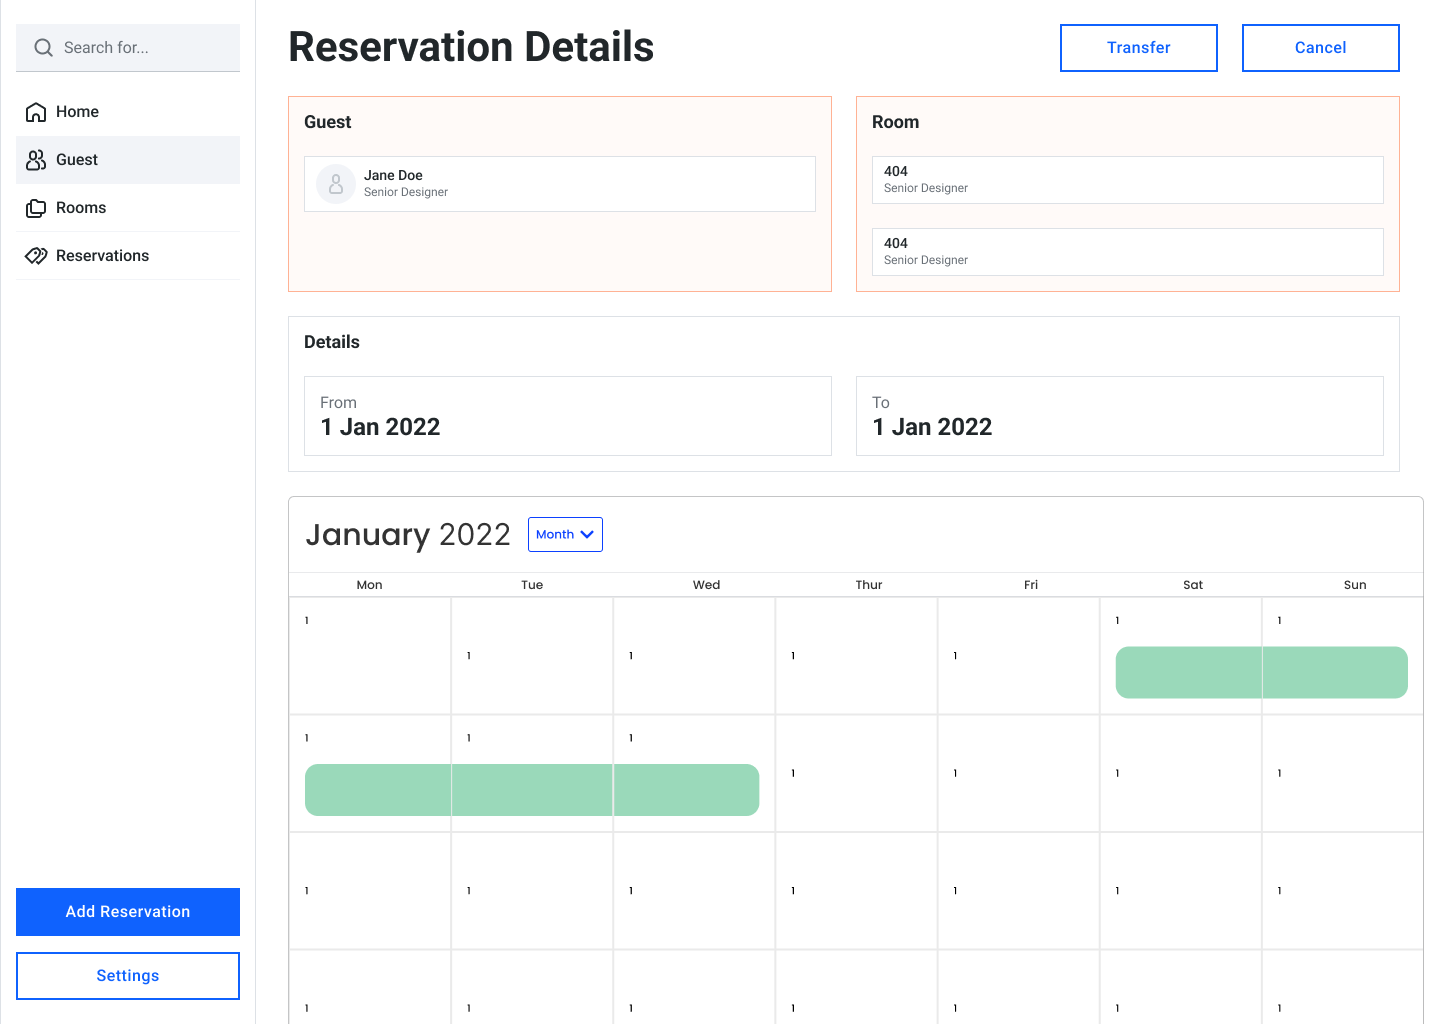 Search for...
Home
Guest
Rooms
Reservations
Add Reservation
Settings
Reservation Details
Transfer
Cancel
Guest
Jane Doe
Senior Designer
Room
404
Senior Designer
404
Senior Designer
Details
From
1 Jan 2022
To
1 Jan 2022
January 2022
Month
Mon Tue Wed Thur Fri Sat Sun
1 1 1 1 1 1 1
1 1 1 1 1 1 1
1 1 1 1 1 1 1
1 1 1 1 1 1 1